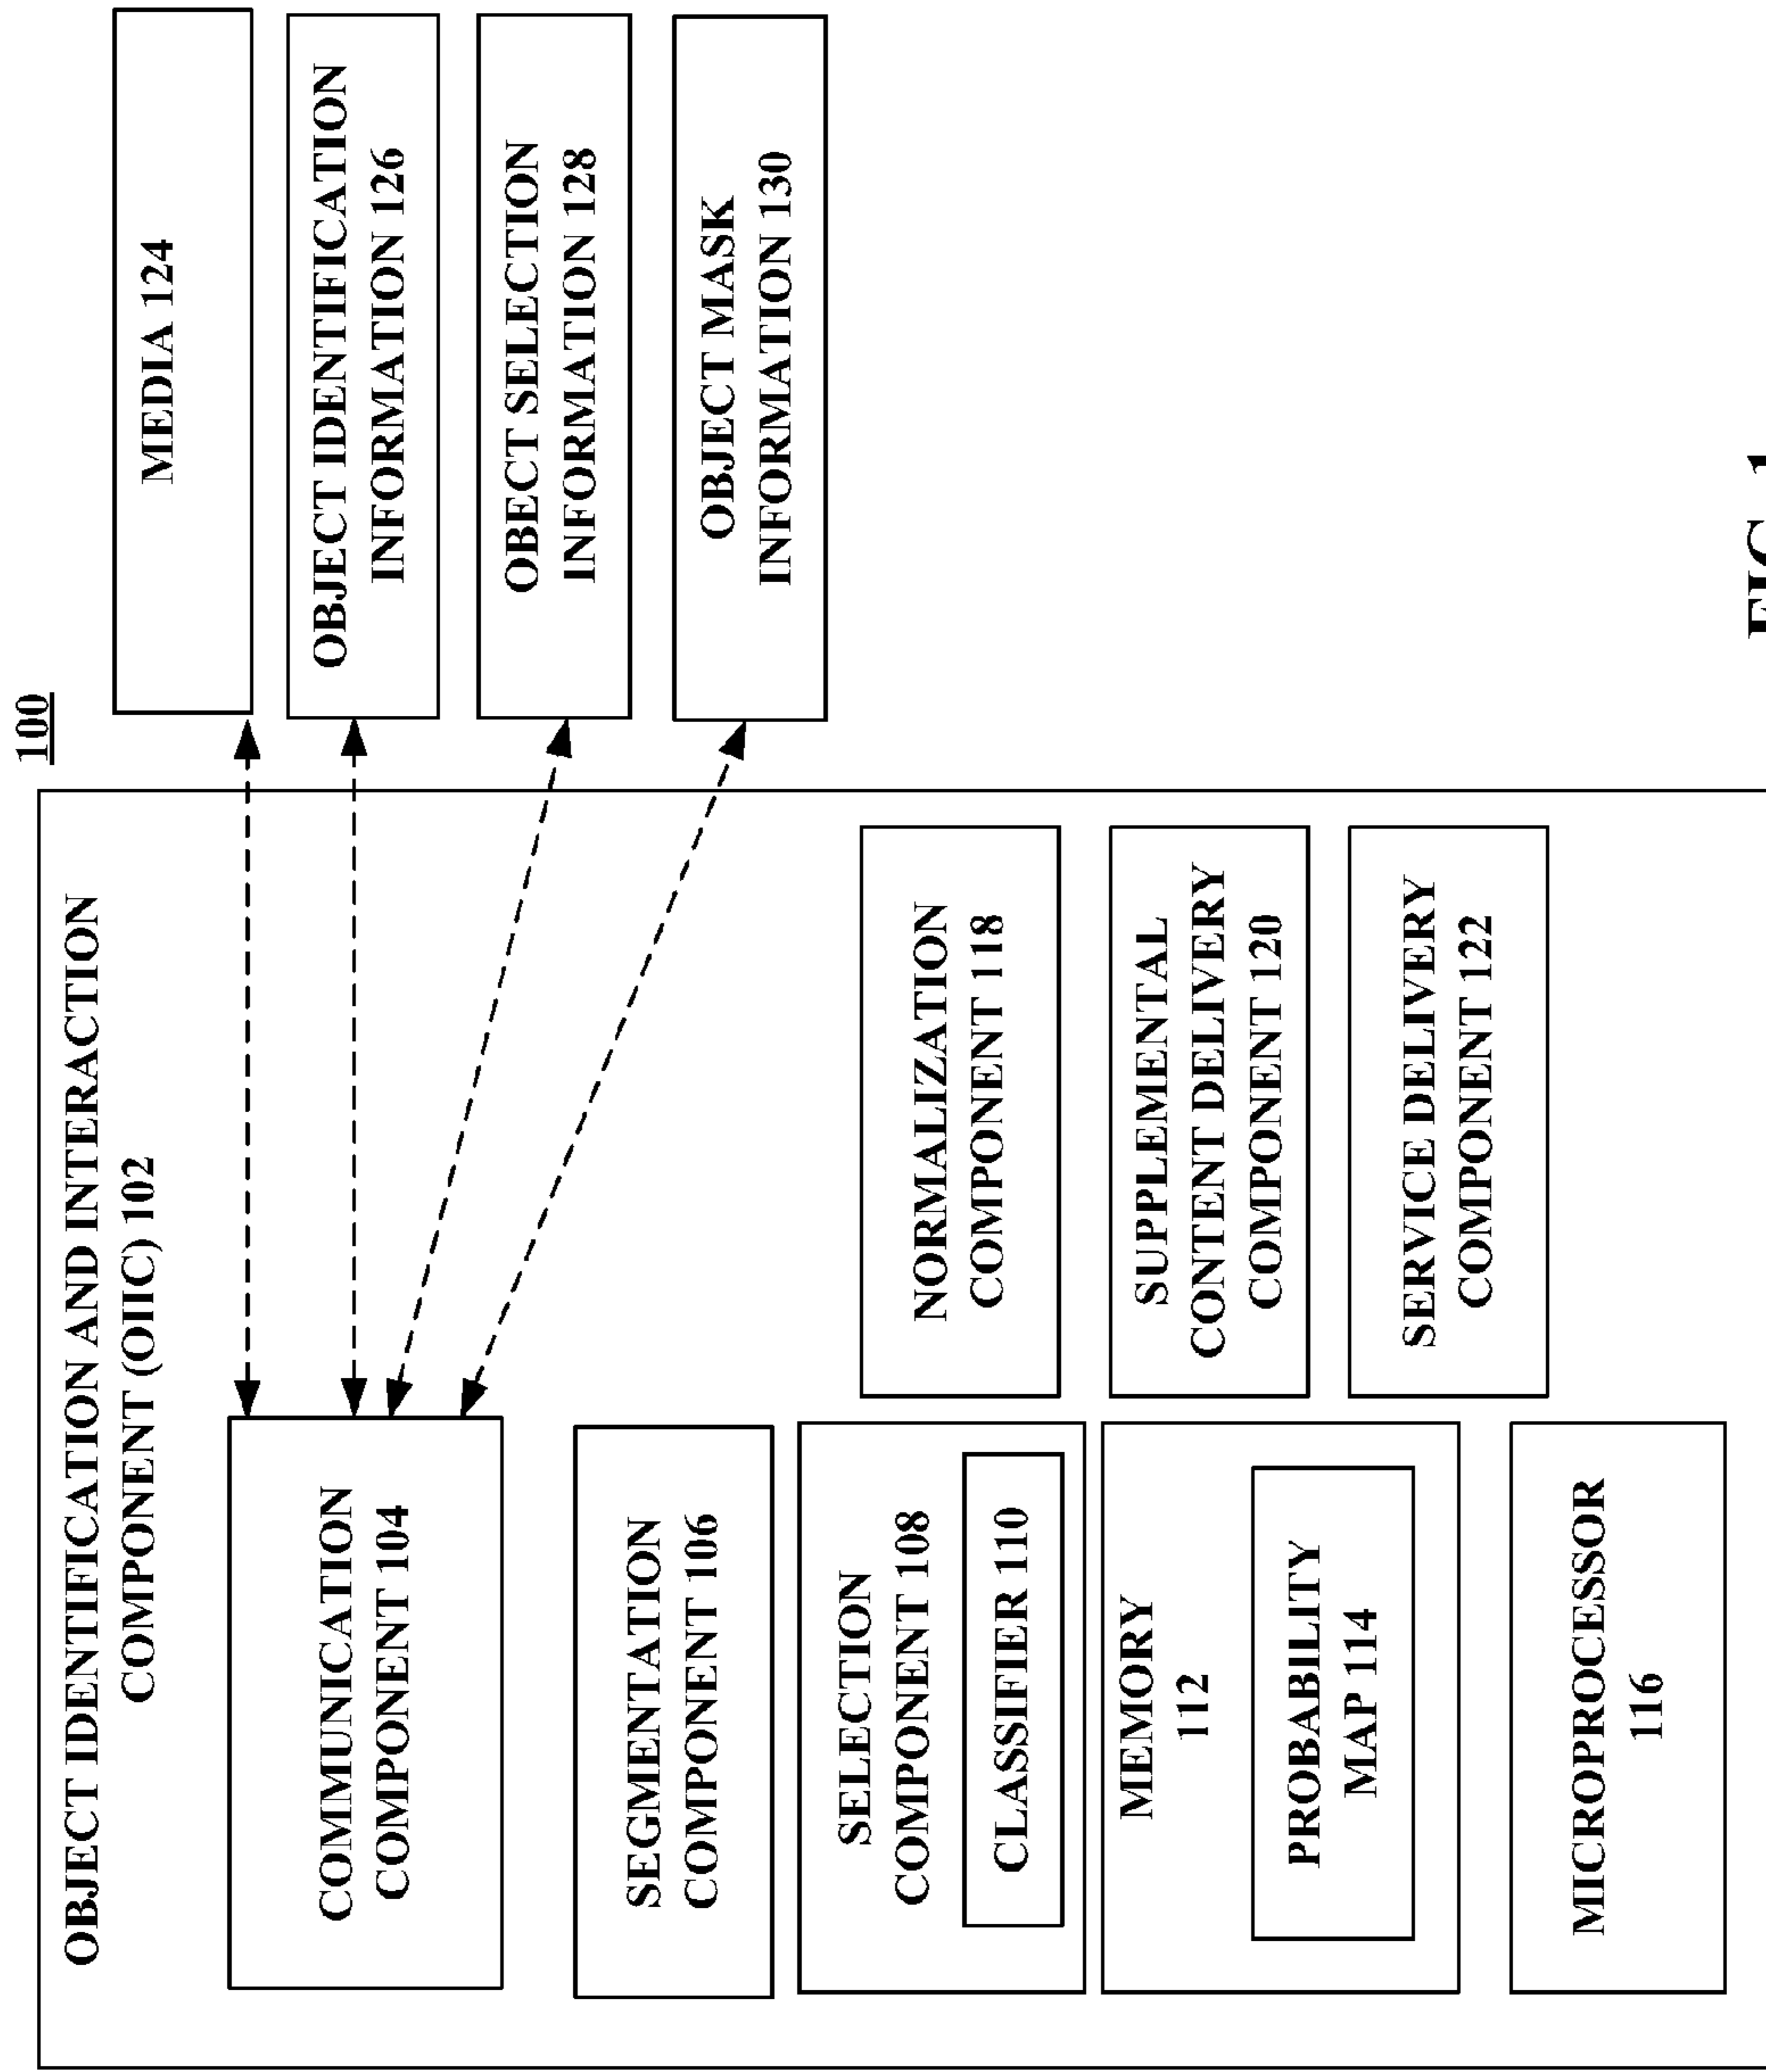 100
OBJECT IDENTIFICATION AND INTERACTION
COMPONENT (OIIC) 102
COMMUNICATION
COMPONENT 104
SEGMENTATION
COMPONENT 106
SELECTION
COMPONENT 108
CLASSIFIER 110
MEMORY
112
PROBABILITY
MAP 114
MICROPROCESSOR
116
NORMALIZATION
COMPONENT 118
SUPPLEMENTAL
CONTENT DELIVERY
COMPONENT 120
SERVICE DELIVERY
COMPONENT 122
MEDIA 124
OBJECT IDENTIFICATION
INFORMATION 126
OBECT SELECTION
INFORMATION 128
OBJECT MASK
INFORMATION 130
FIG. 1